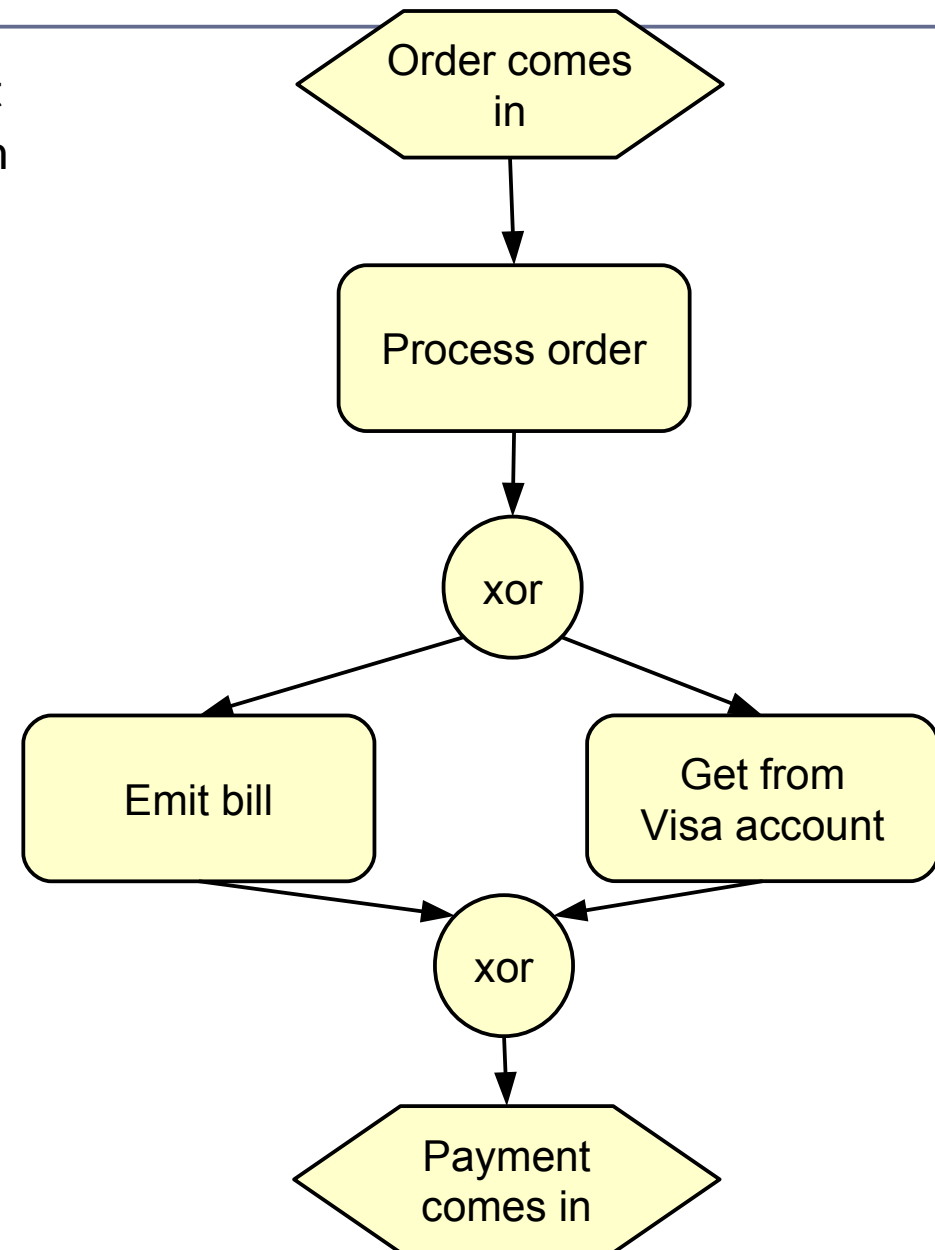 Order comes
in
Process order
xor
Emit bill
Get from
Visa account
xor
Payment
comes in